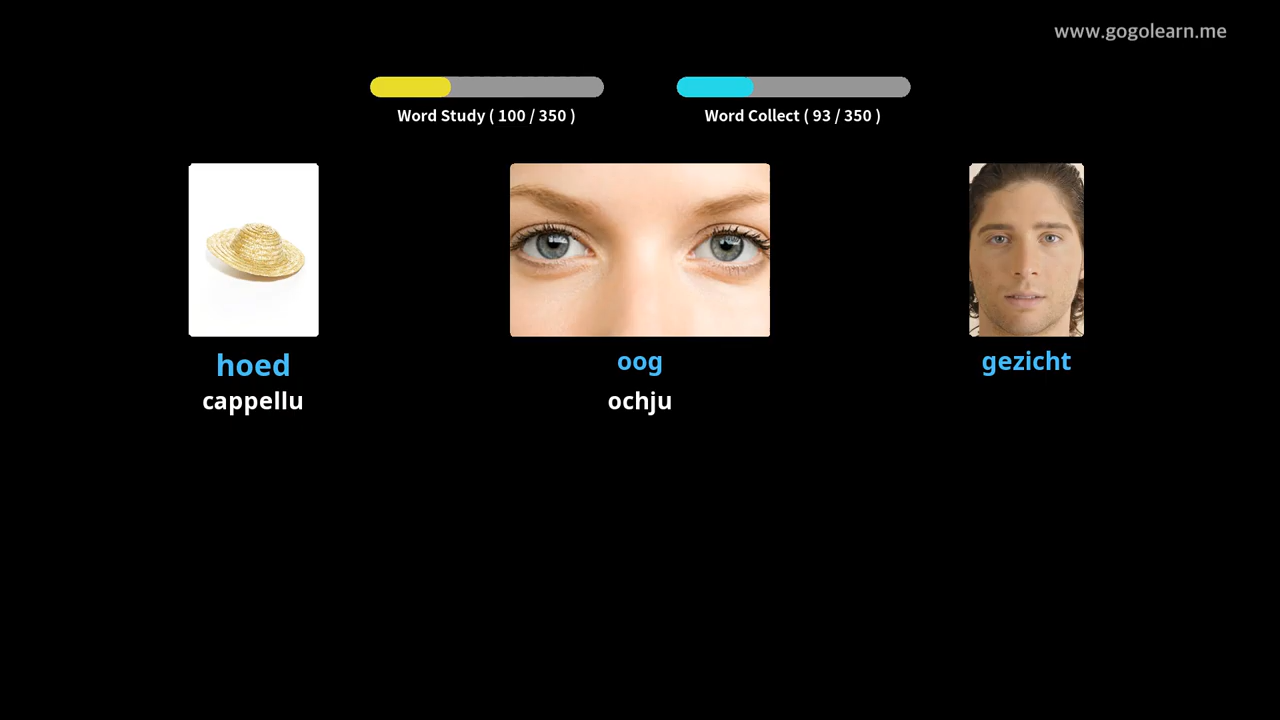 www.gogolearn.me
Word Study ( 100 / 350 )
Word Collect ( 93 / 350 )
hoed
cappellu
oog
ochju
gezicht